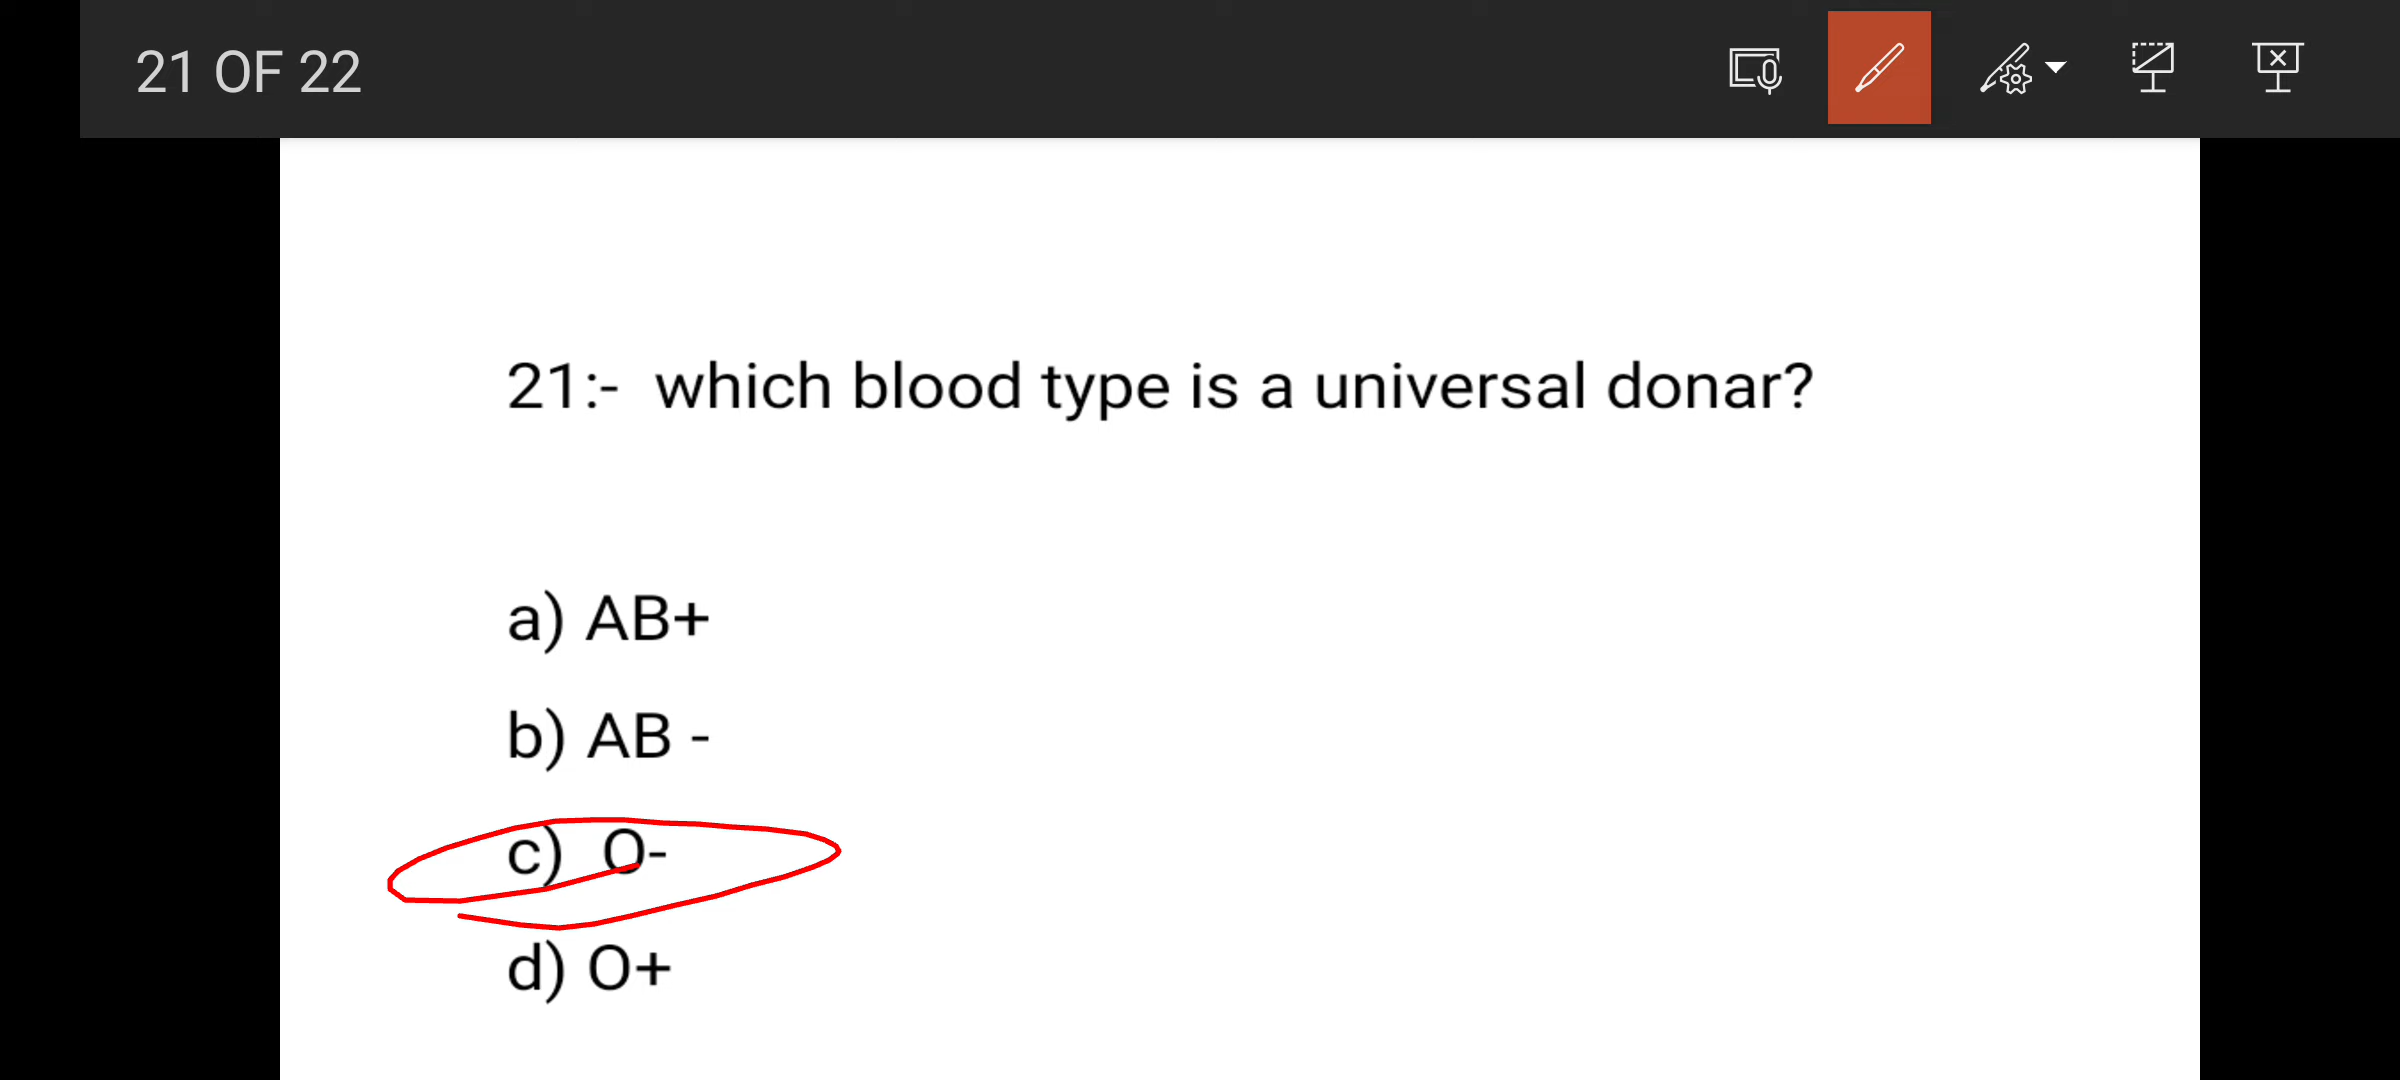 21 OF 22
21:- which blood type is a universal donar?
a) AB+
b) AB -
c) O-
d) O+